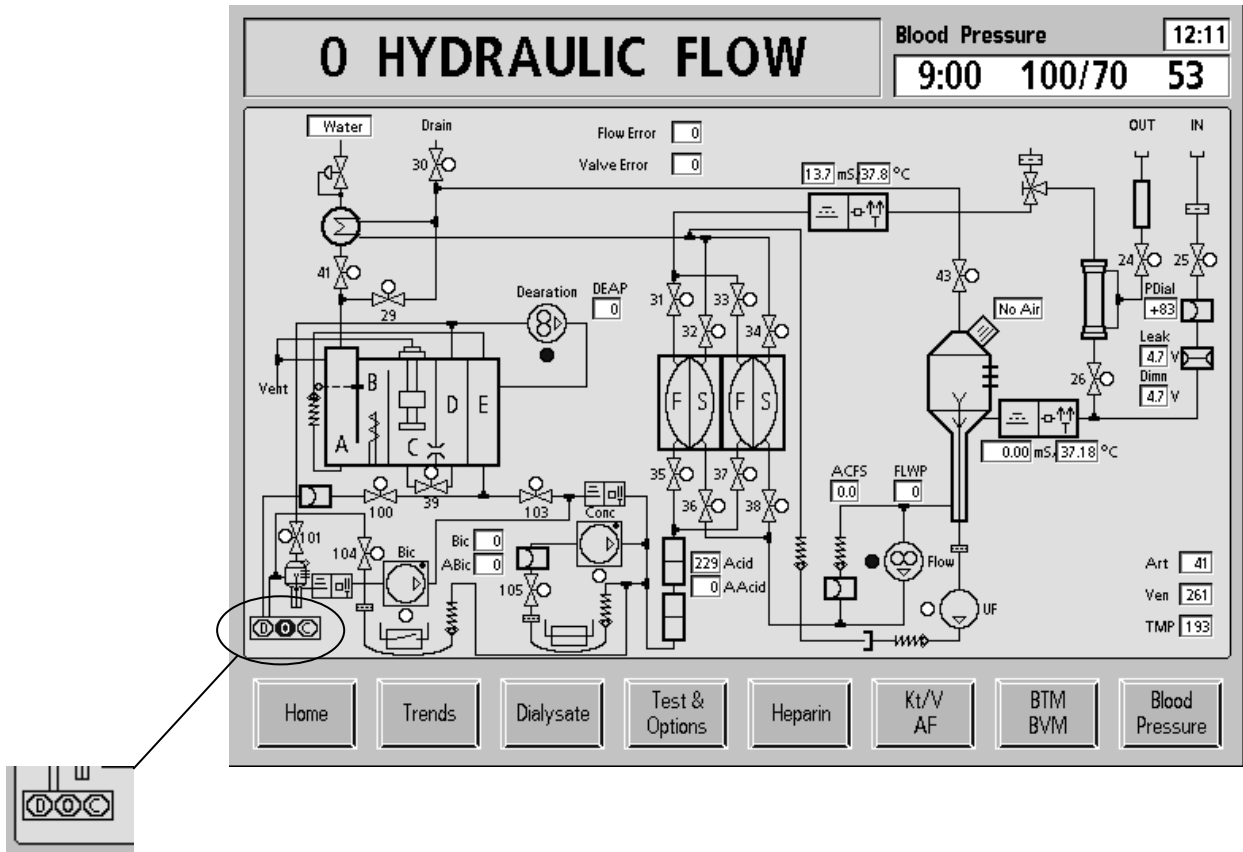 0 HYDRAULIC FLOW
Blood Pressure 12:11
9:00 100/70 53
Water
Drain
Flow Error 0
Valve Error 0
OUT IN
30
13.7 mS/37.8 °C
41
29
Dearation
DEAP
0
31 33
32 34
43
24 25
No Air
PDial
+83
Leak
4.7 V
Dimn
4.7 V
26
Vent
A B C D E
F S F S
0.00 mS/37.18 °C
35 37
36 38
ACFS
0.0
FLWP
0
39
100
103
Conc
101
104
Bic
Bic 0
ABic 0
105
229 Acid
0 AAcid
Flow
UF
Art 41
Ven 261
TMP 193
D O C
Home
Trends
Dialysate
Test &
Options
Heparin
Kt/V
AF
BTM
BVM
Blood
Pressure
D O C